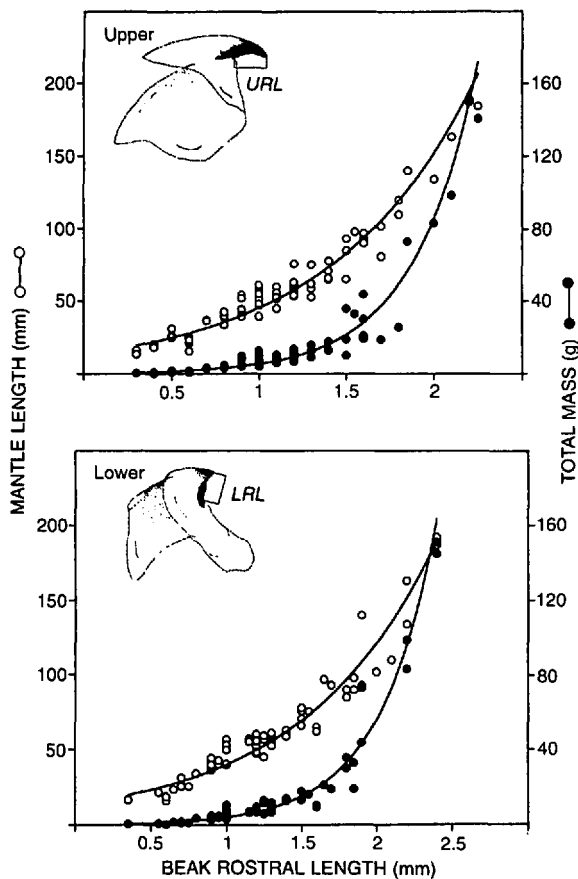 Upper
URL
200
150
100
50
160
120
80
40
0.5 1 1.5 2
MANTLE LENGTH (mm)
TOTAL MASS (g)
Lower
LRL
200
150
100
50
160
120
80
40
0.5 1 1.5 2 2.5
BEAK ROSTRAL LENGTH (mm)